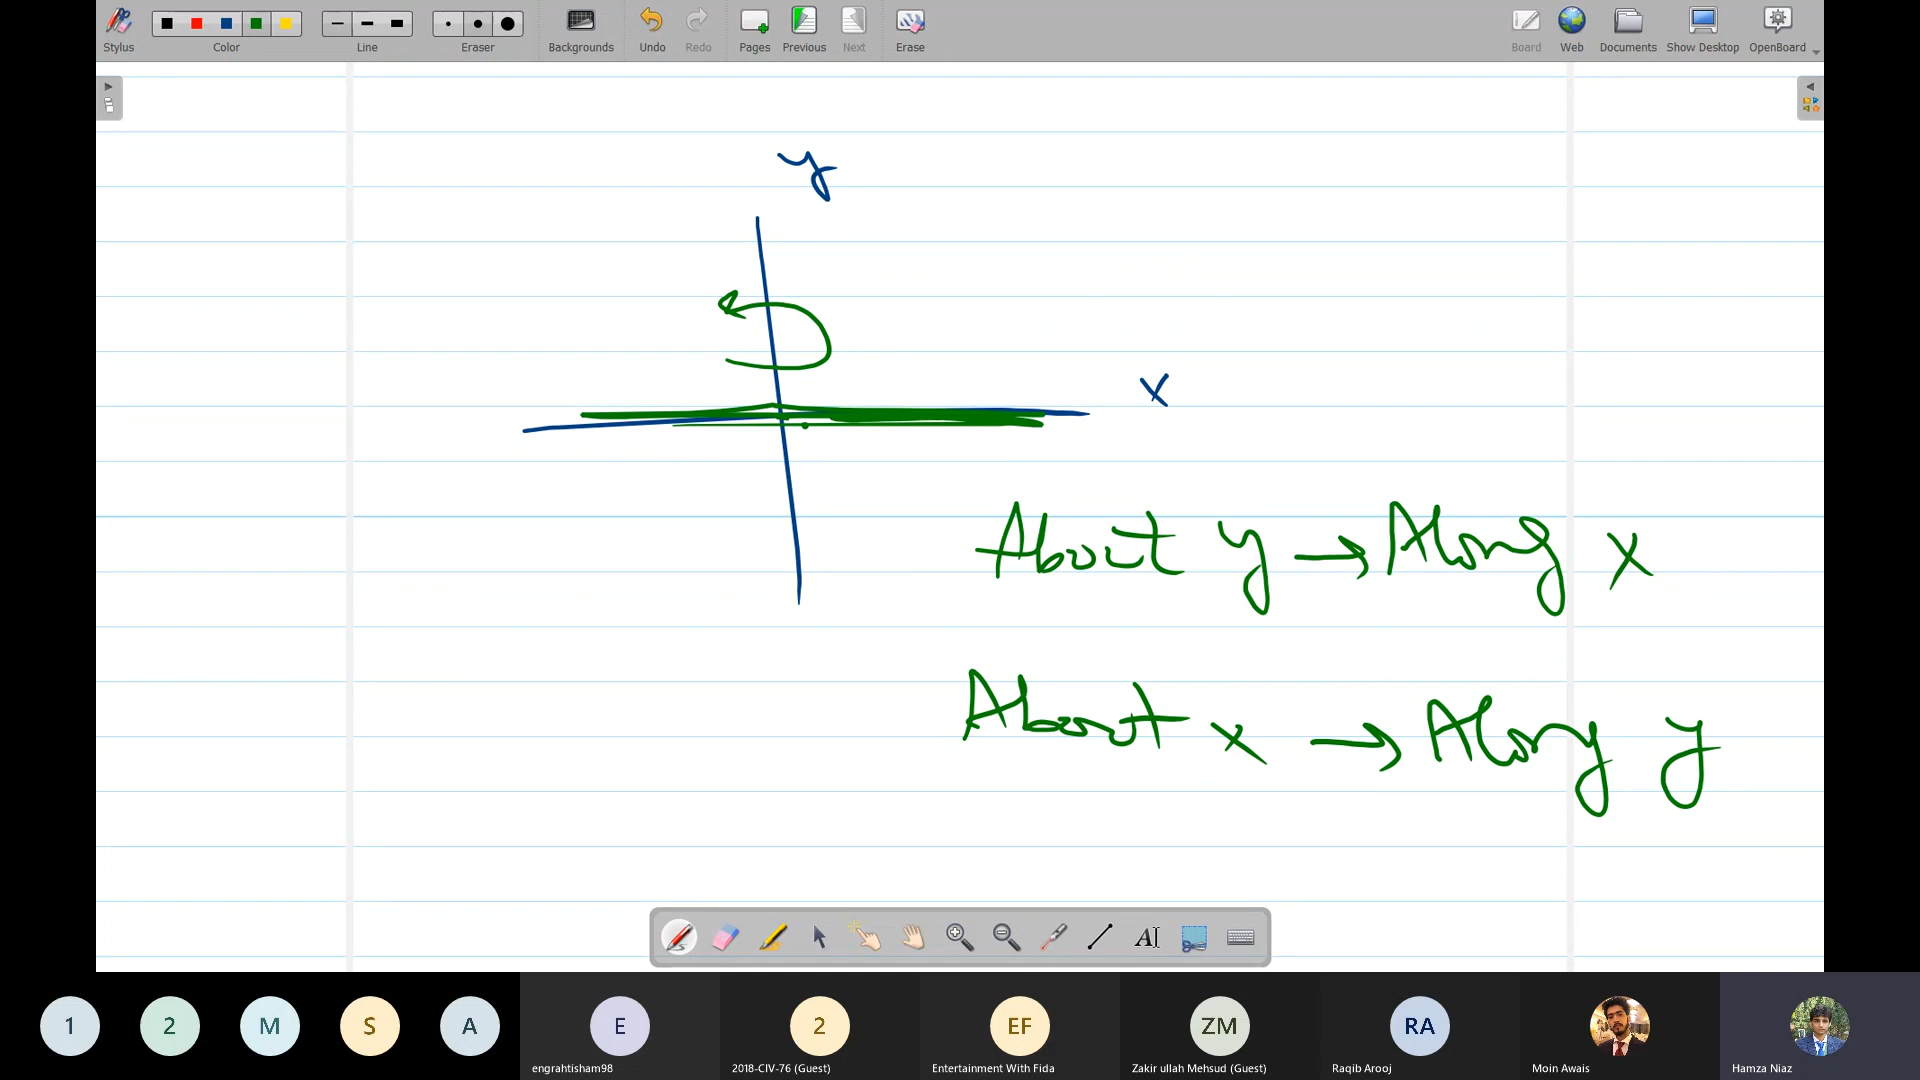 Stylus Color Line Eraser Backgrounds Undo Redo Pages Previous Next Erase Board Web Documents Show Desktop OpenBoard
y
x
About y → Along x
About x → Along y
AI
1 2 M S A E 2 EF ZM RA
engrahtisham98 2018-CIV-76 (Guest) Entertainment With Fida Zakir ullah Mehsud (Guest) Raqib Arooj Moin Awais Hamza Niaz